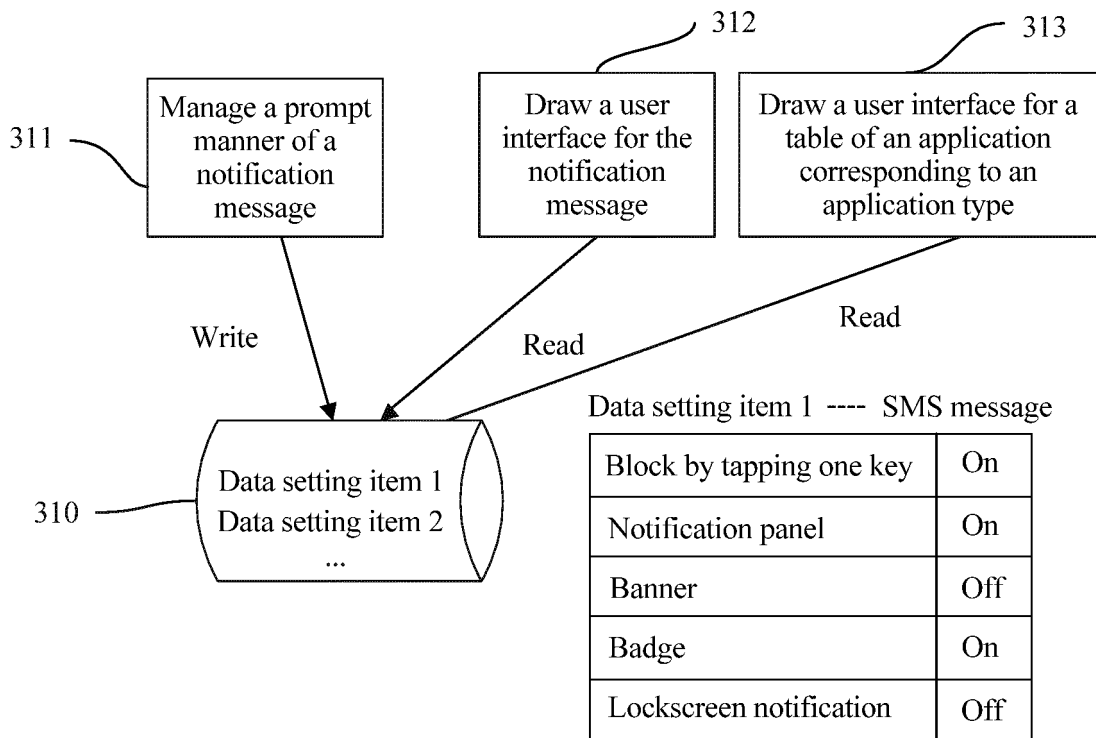 312
313
311
Manage a prompt
manner of a
notification
message
Draw a user
interface for the
notification
message
Draw a user interface for a
table of an application
corresponding to an
application type
Write
Read
Read
310
Data setting item 1
Data setting item 2
...
Data setting item 1 ---- SMS message
Block by tapping one key On
Notification panel On
Banner Off
Badge On
Lockscreen notification Off